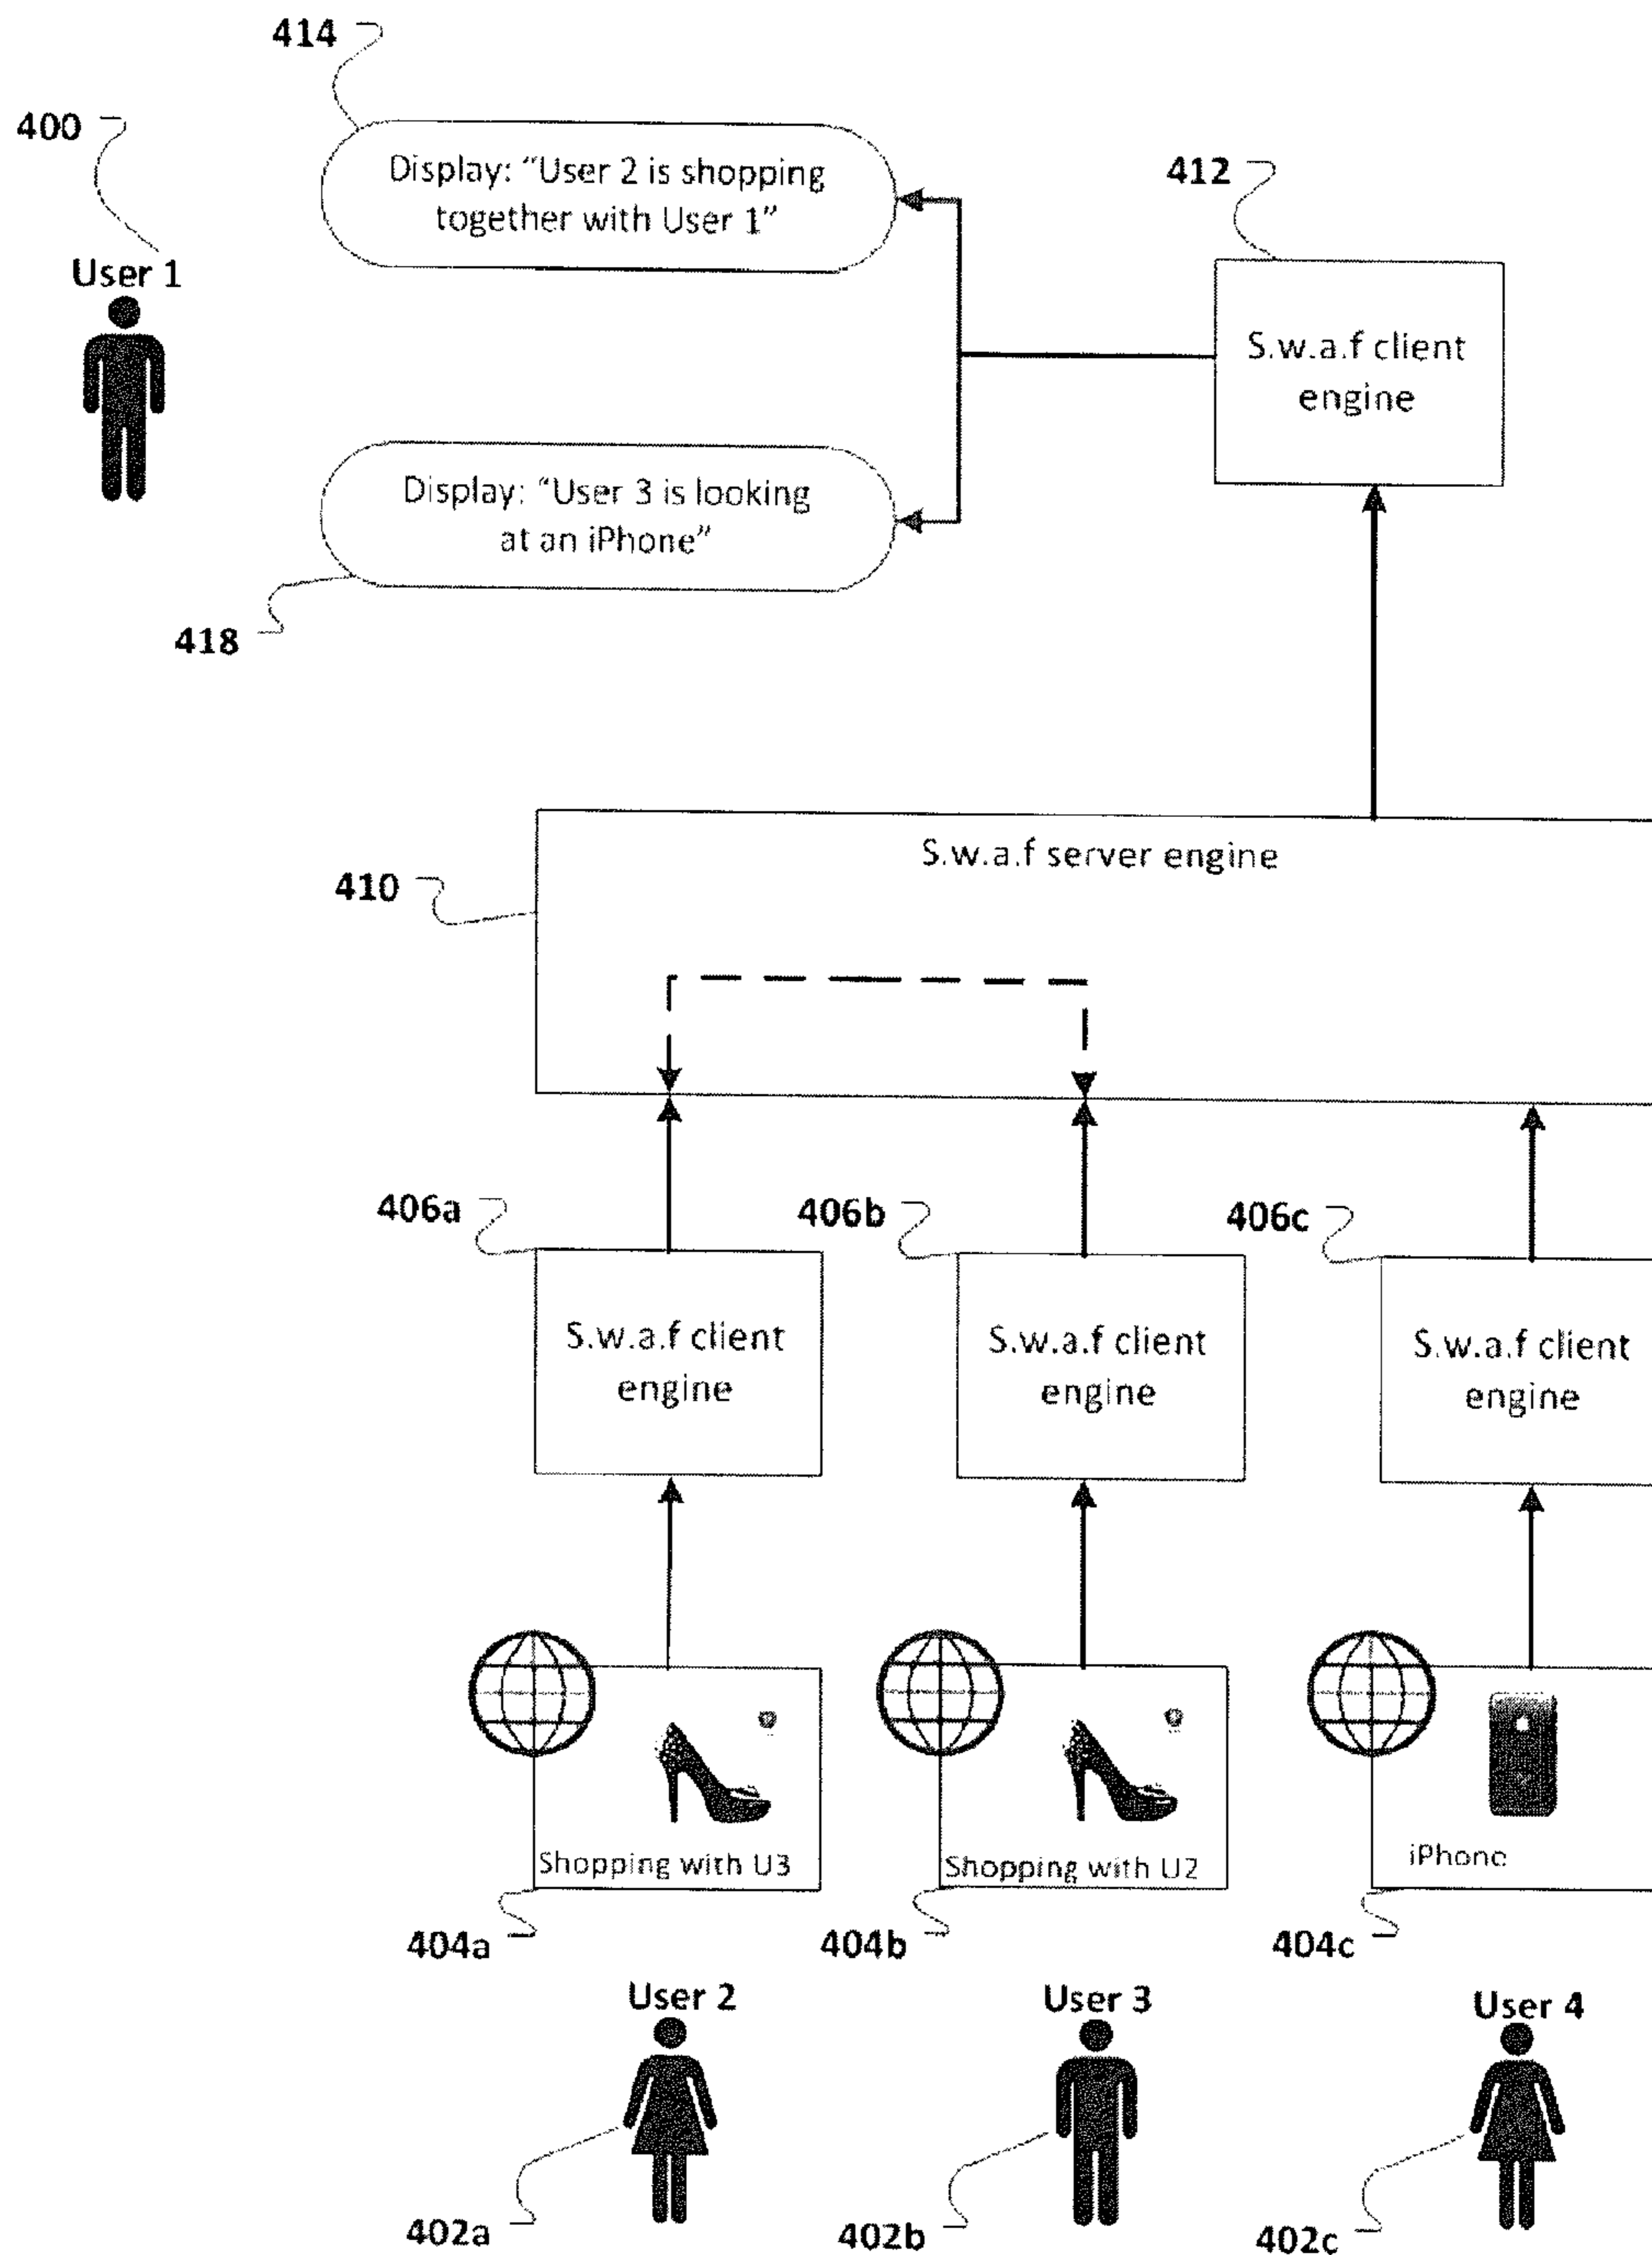 414
400
Display: “User 2 is shopping
together with User 1”
412
User 1
S.w.a.f client
engine
Display: “User 3 is looking
at an iPhone”
418
S.w.a.f server engine
410
406a
406b
406c
S.w.a.f client
engine
S.w.a.f client
engine
S.w.a.f client
engine
Shopping with U3
Shopping with U2
iPhone
404a
404b
404c
User 2
User 3
User 4
402a
402b
402c